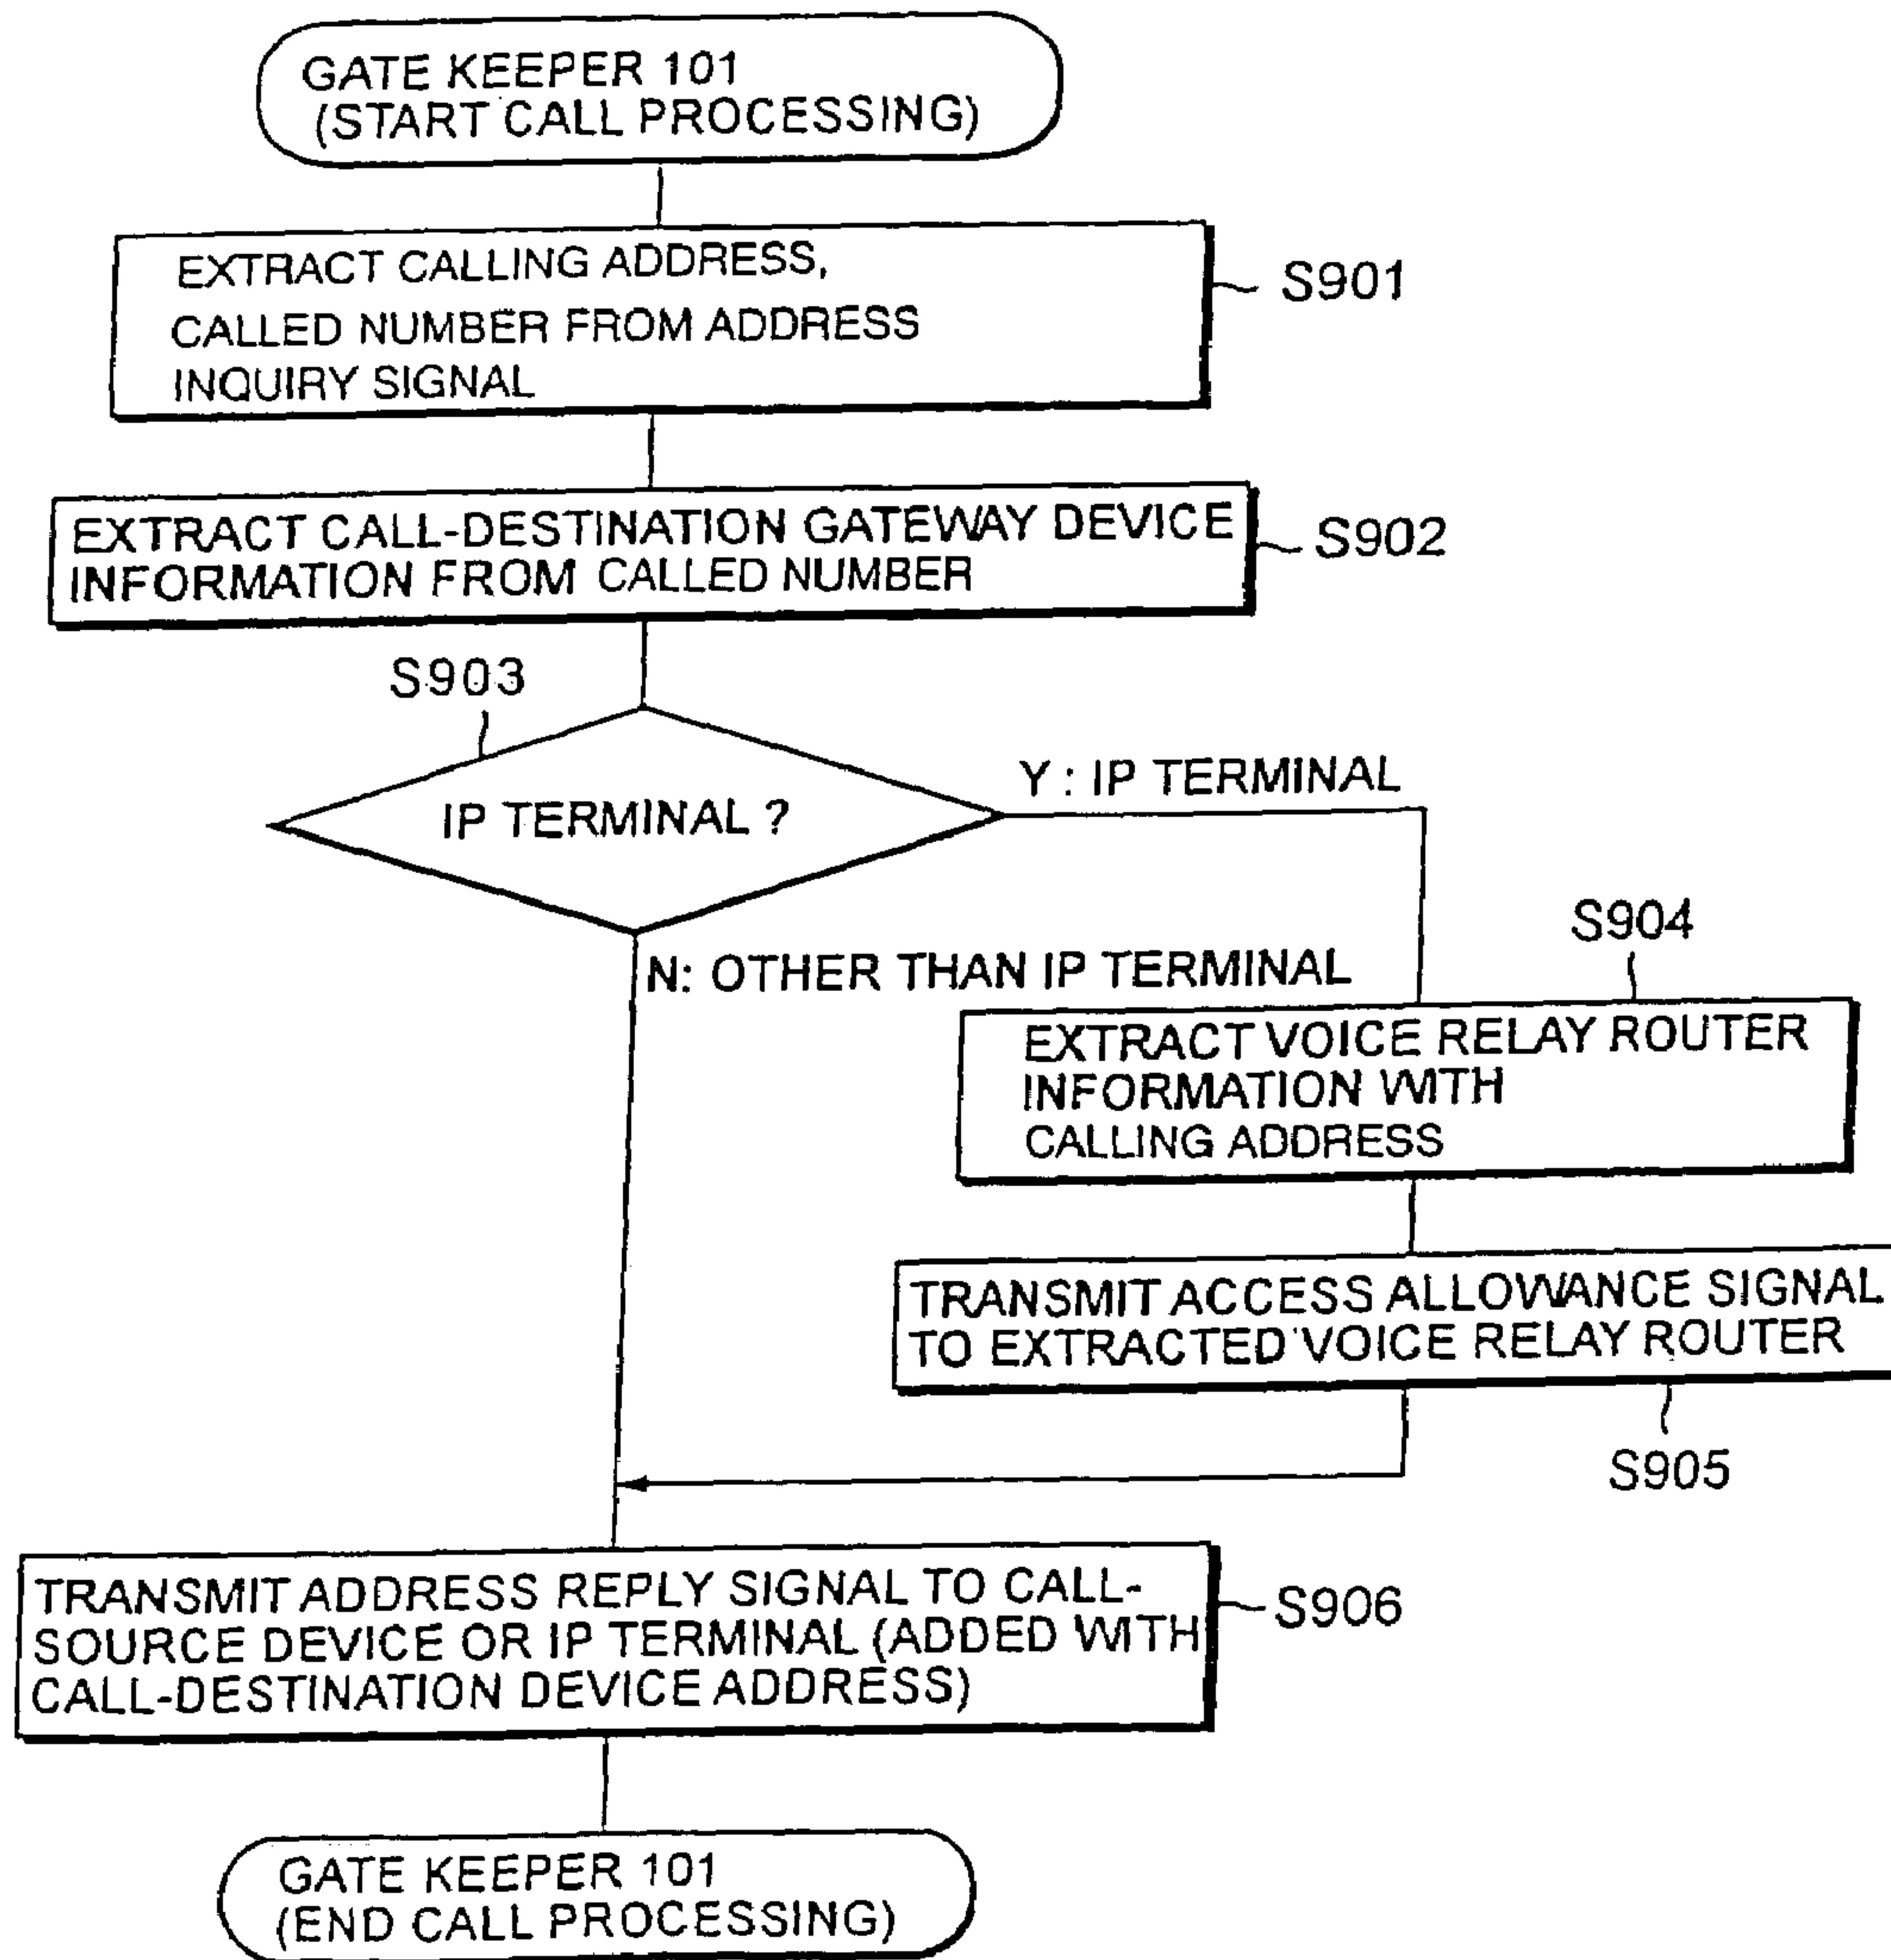 GATE KEEPER 101
(START CALL PROCESSING)
EXTRACT CALLING ADDRESS,
CALLED NUMBER FROM ADDRESS
INQUIRY SIGNAL
S901
EXTRACT CALL-DESTINATION GATEWAY DEVICE
INFORMATION FROM CALLED NUMBER
S902
S903
IP TERMINAL ?
Y : IP TERMINAL
N: OTHER THAN IP TERMINAL
S904
EXTRACT VOICE RELAY ROUTER
INFORMATION WITH
CALLING ADDRESS
TRANSMIT ACCESS ALLOWANCE SIGNAL
TO EXTRACTED VOICE RELAY ROUTER
S905
TRANSMIT ADDRESS REPLY SIGNAL TO CALL-
SOURCE DEVICE OR IP TERMINAL (ADDED WITH
CALL-DESTINATION DEVICE ADDRESS)
S906
GATE KEEPER 101
(END CALL PROCESSING)